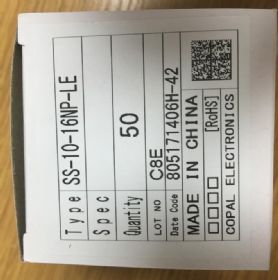 Type SS-10-16NP-LE
Spec
Quantity 50
LOT NO C8E
Date Code 805171406H-42
MADE IN CHINA
□□□□ [RoHS]
COPAL ELECTRONICS